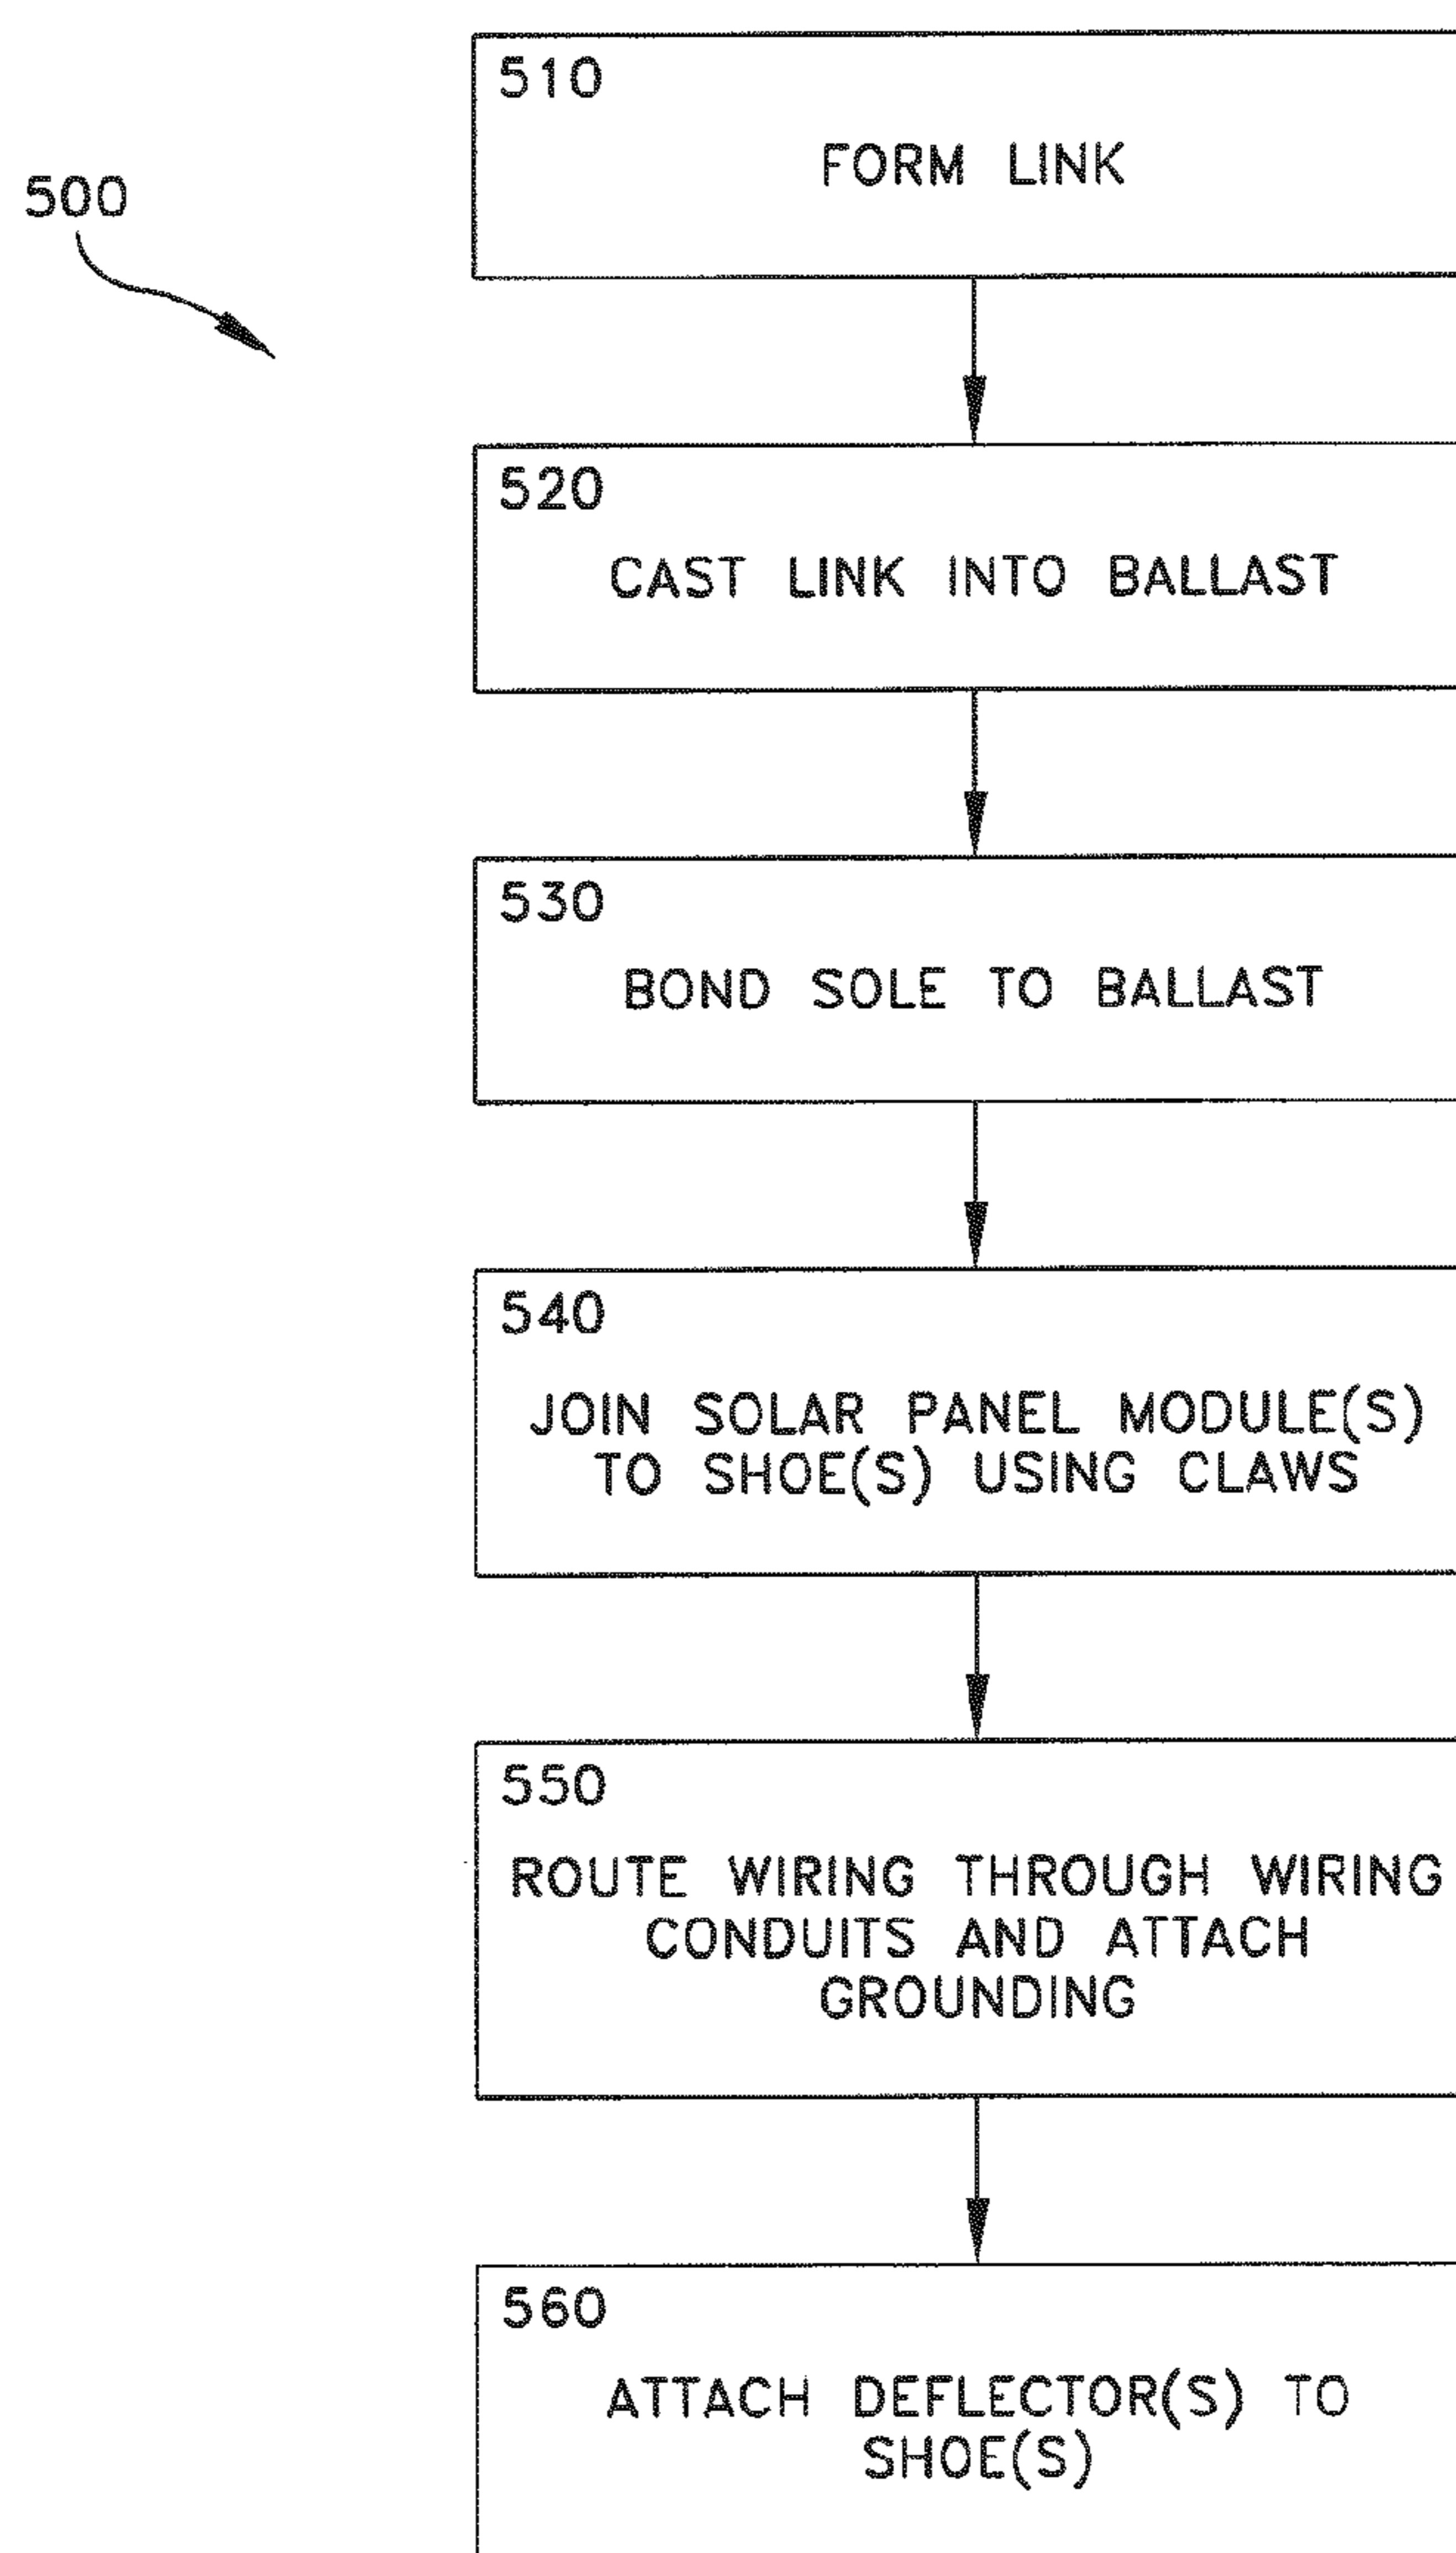 510
FORM LINK
500
520
CAST LINK INTO BALLAST
530
BOND SOLE TO BALLAST
540
JOIN SOLAR PANEL MODULE(S)
TO SHOE(S) USING CLAWS
550
ROUTE WIRING THROUGH WIRING
CONDUITS AND ATTACH
GROUNDING
560
ATTACH DEFLECTOR(S) TO
SHOE(S)